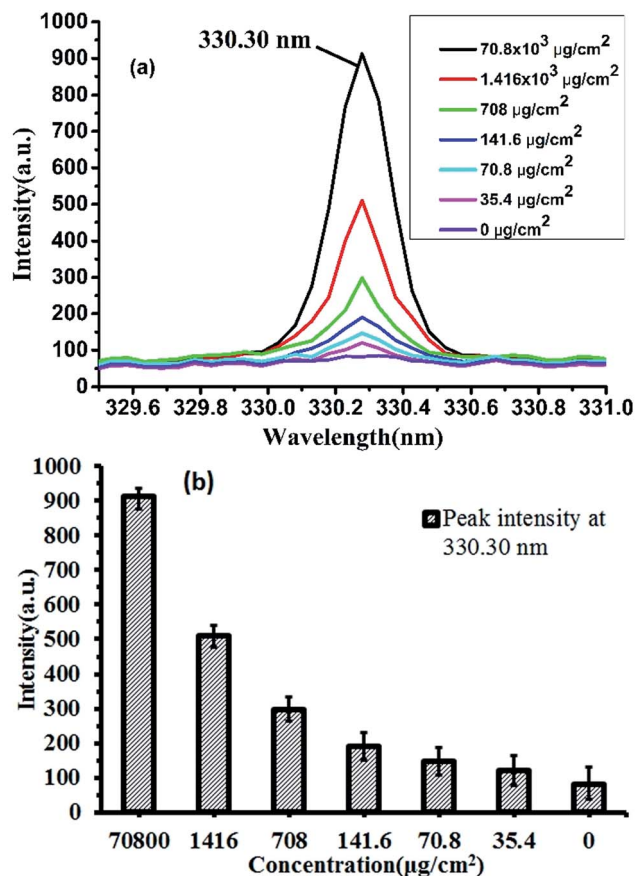 1000
900
800
700
600
500
400
300
200
100
0
Intensity(a.u.)
(a)
330.30 nm
70.8x10³ µg/cm²
1.416x10³ µg/cm²
708 µg/cm²
141.6 µg/cm²
70.8 µg/cm²
35.4 µg/cm²
0 µg/cm²
329.6 329.8 330.0 330.2 330.4 330.6 330.8 331.0
Wavelength(nm)
1000
900
800
700
600
500
400
300
200
100
0
Intensity(a.u.)
(b)
Peak intensity at
330.30 nm
70800 1416 708 141.6 70.8 35.4 0
Concentration(µg/cm²)